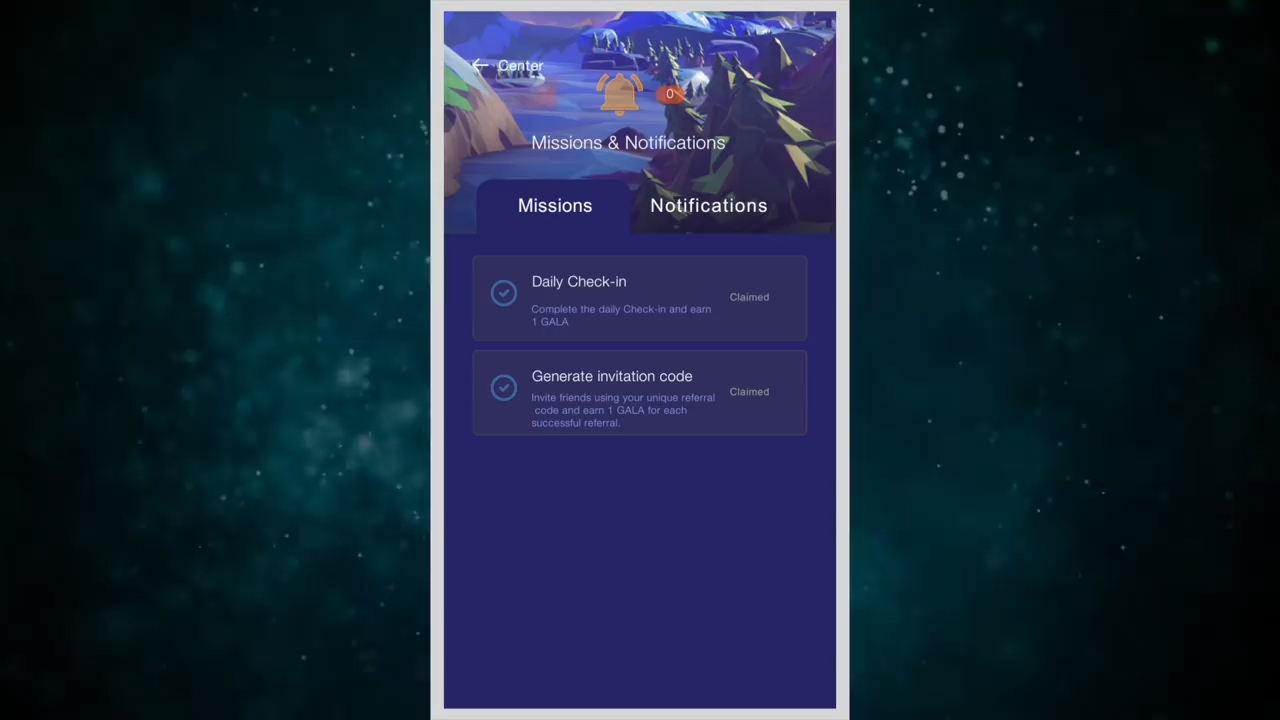 ← Center
0
Missions & Notifications
Missions
Notifications
Daily Check-in
Complete the daily Check-in and earn
1 GALA
Claimed
Generate invitation code
Invite friends using your unique referral
code and earn 1 GALA for each
successful referral.
Claimed